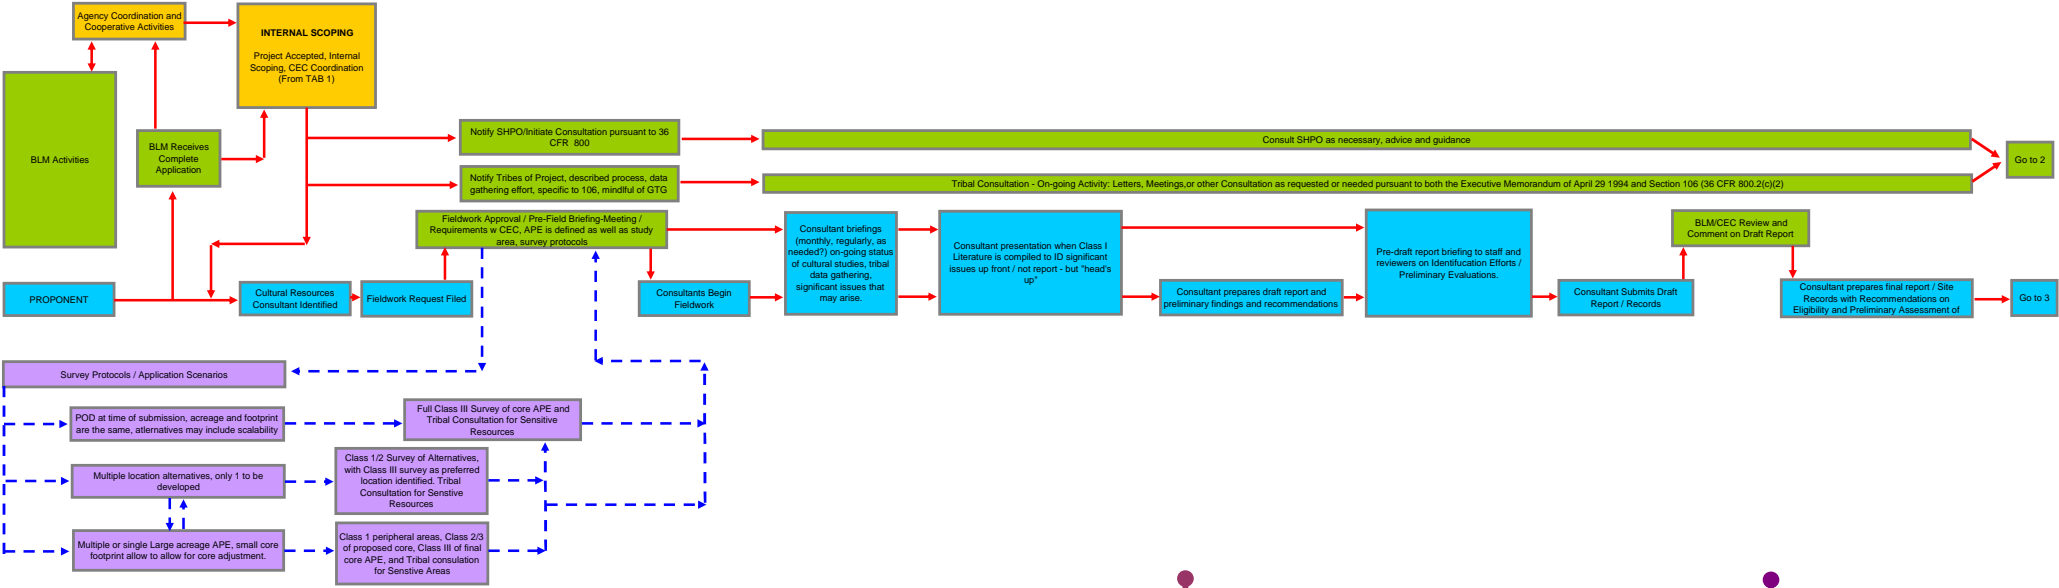 Agency Coordination and
Cooperative Activities
INTERNAL SCOPING
Project Accepted, Internal
Scoping, CEC Coordination
(From TAB 1)
BLM Activities
BLM Receives
Complete
Application
Notify SHPO/Initiate Consultation pursuant to 36
CFR 800
Consult SHPO as necessary, advice and guidance
Go to 2
Notify Tribes of Project, described process, data
gathering effort, specific to 106, mindful of GTG
Tribal Consultation - On-going Activity: Letters, Meetings,or other Consultation as requested or needed pursuant to both the Executive Memorandum of April 29 1994 and Section 106 (36 CFR 800.2(c)(2)
Fieldwork Approval / Pre-Field Briefing-Meeting /
Requirements w CEC, APE is defined as well as study
area, survey protocols
Consultant briefings
(monthly, regularly, as
needed?) on-going status
of cultural studies, tribal
data gathering,
significant issues that
may arise.
Consultant presentation when Class I
Literature is compiled to ID significant
issues up front / not report - but "head's
up"
Pre-draft report briefing to staff and
reviewers on Identifucation Efforts /
Preliminary Evaluations.
BLM/CEC Review and
Comment on Draft Report
PROPONENT
Cultural Resources
Consultant Identified
Fieldwork Request Filed
Consultants Begin
Fieldwork
Consultant prepares draft report and
preliminary findings and recommendations
Consultant Submits Draft
Report / Records
Consultant prepares final report / Site
Records with Recommendations on
Eligibility and Preliminary Assessment of
Go to 3
Survey Protocols / Application Scenarios
POD at time of submission, acreage and footprint
are the same, atlernatives may include scalability
Full Class III Survey of core APE and
Tribal Consultation for Sensitive
Resources
Multiple location alternatives, only 1 to be
developed
Class 1/2 Survey of Alternatives,
with Class III survey as preferred
location identified. Tribal
Consultation for Senstive
Resources
Multiple or single Large acreage APE, small core
footprint allow to allow for core adjustment.
Class 1 peripheral areas, Class 2/3
of proposed core, Class III of final
core APE, and Tribal consulation
for Senstive Areas